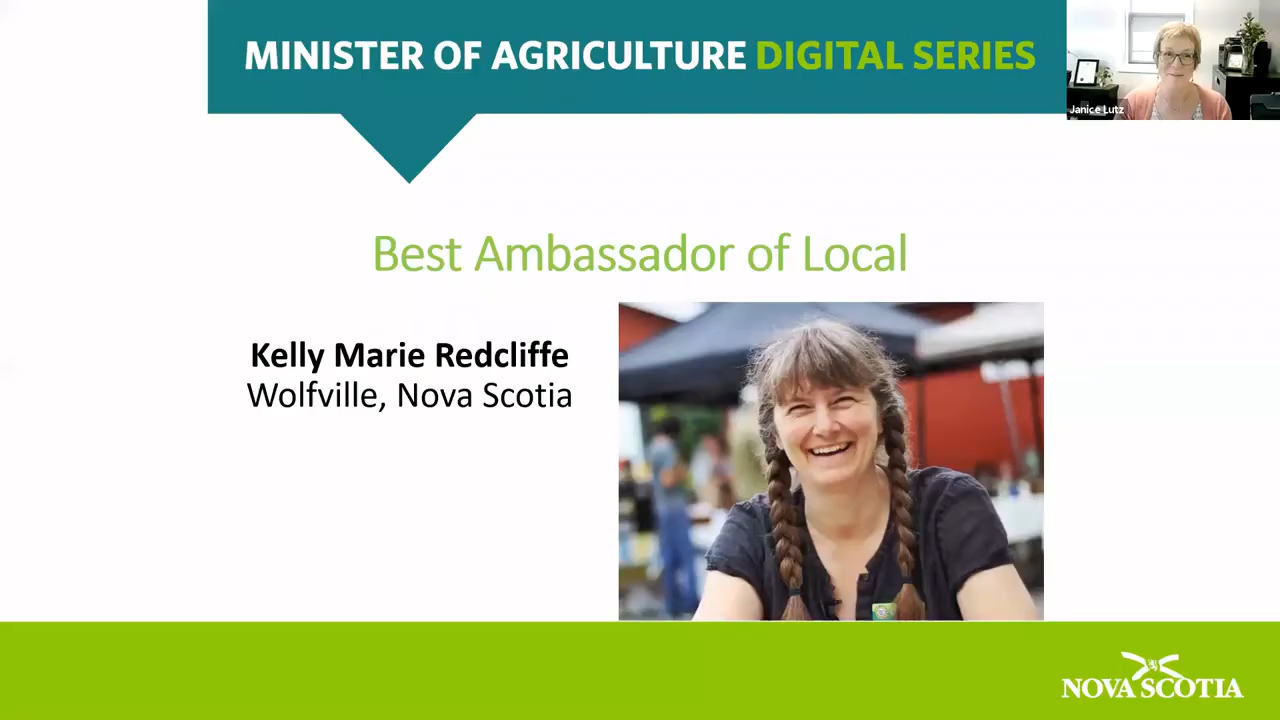 MINISTER OF AGRICULTURE DIGITAL SERIES
Janice Lutz
Best Ambassador of Local
Kelly Marie Redcliffe
Wolfville, Nova Scotia
NOVA SCOTIA